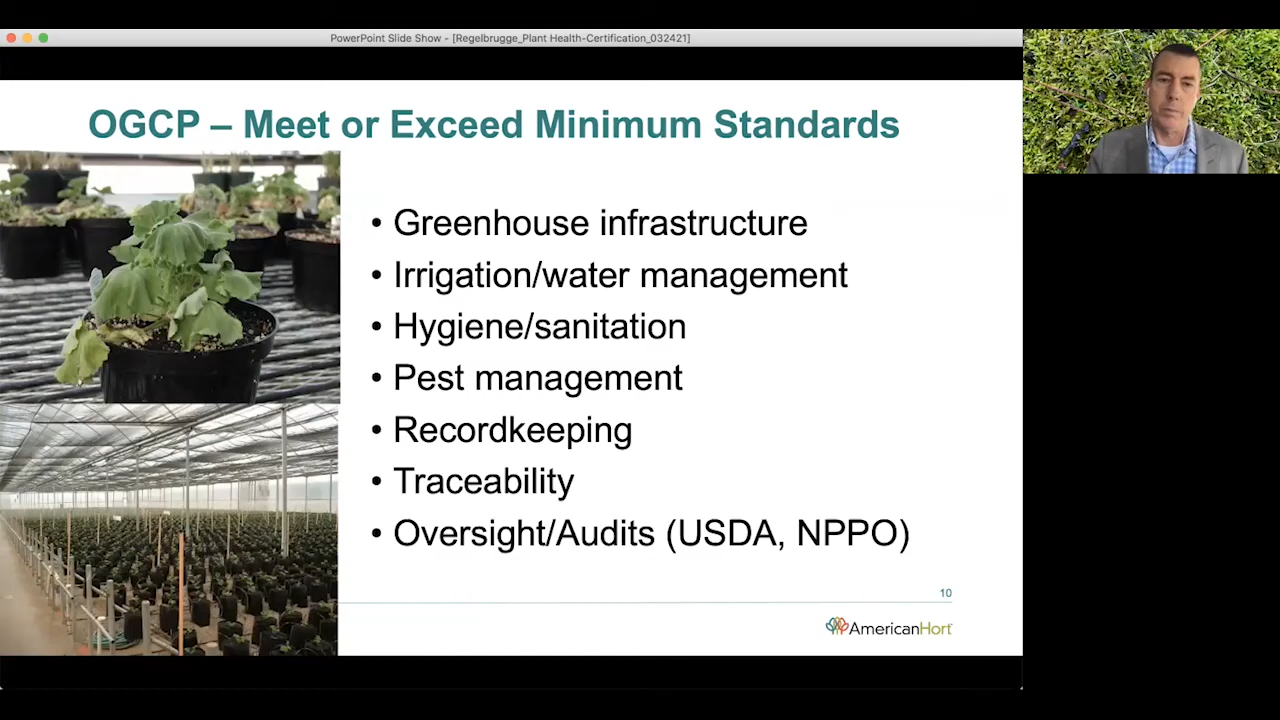 PowerPoint Slide Show - [Regelbrugge_Plant Health-Certification_032421]
OGCP – Meet or Exceed Minimum Standards
• Greenhouse infrastructure
• Irrigation/water management
• Hygiene/sanitation
• Pest management
• Recordkeeping
• Traceability
• Oversight/Audits (USDA, NPPO)
10
AmericanHort